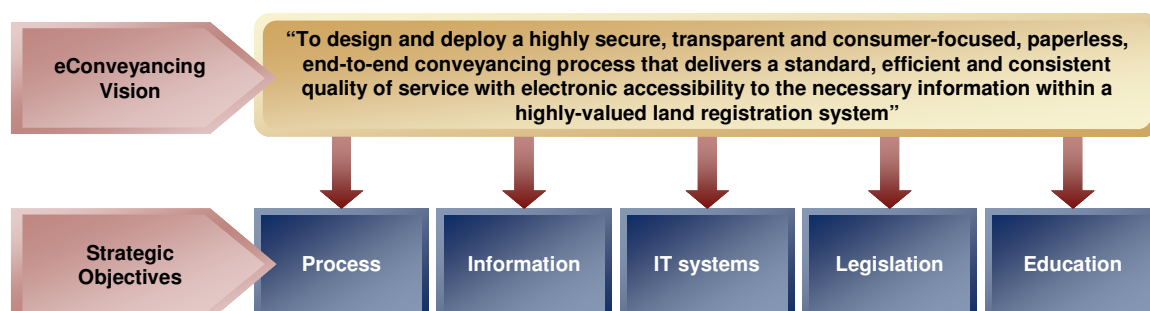 eConveyancing
Vision
“To design and deploy a highly secure, transparent and consumer-focused, paperless,
end-to-end conveyancing process that delivers a standard, efficient and consistent
quality of service with electronic accessibility to the necessary information within a
highly-valued land registration system”
Strategic
Objectives
Process
Information
IT systems
Legislation
Education